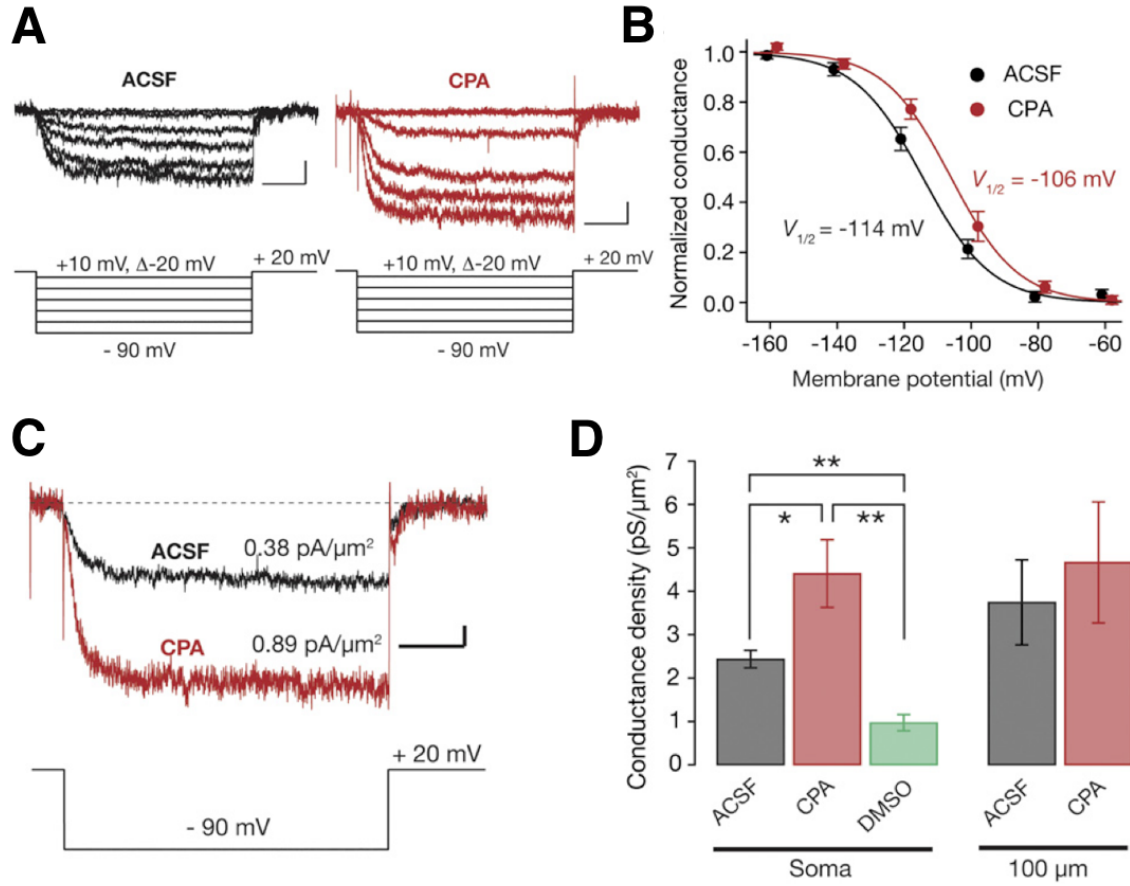 A
ACSF
CPA
+10 mV, Δ-20 mV
+ 20 mV
- 90 mV
+10 mV, Δ-20 mV
+ 20 mV
- 90 mV
B
Normalized conductance
1.0
0.8
0.6
0.4
0.2
0.0
ACSF
CPA
V1/2 = -106 mV
V1/2 = -114 mV
-160
-140
-120
-100
-80
-60
Membrane potential (mV)
C
ACSF
0.38 pA/µm²
CPA
0.89 pA/µm²
+ 20 mV
- 90 mV
D
Conductance density (pS/µm²)
7
6
5
4
3
2
1
0
**
*
**
ACSF
CPA
DMSO
ACSF
CPA
Soma
100 µm